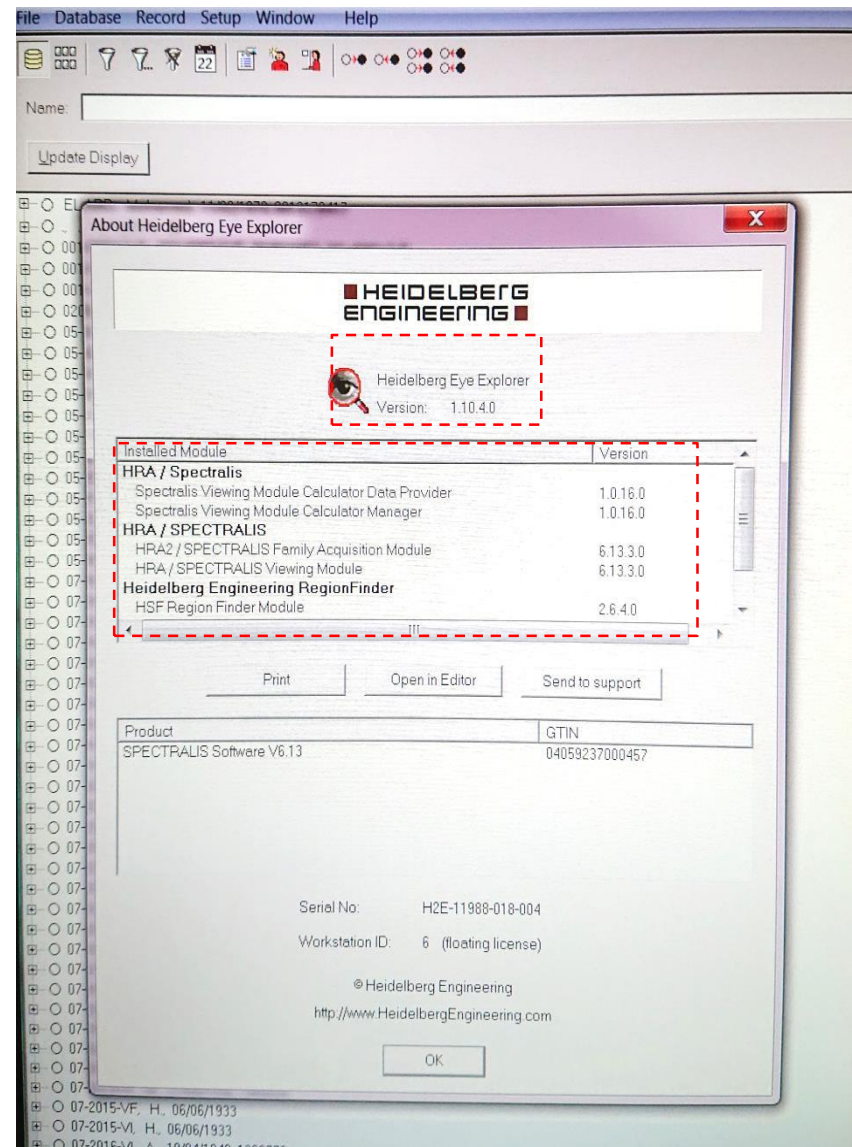 File Database Record Setup Window Help
22
Name:
Update Display
About Heidelberg Eye Explorer
X
HEIDELBERG
ENGINEERING
Heidelberg Eye Explorer
Version: 1.10.4.0
Installed Module Version
HRA / Spectralis
Spectralis Viewing Module Calculator Data Provider 1.0.16.0
Spectralis Viewing Module Calculator Manager 1.0.16.0
HRA / SPECTRALIS
HRA2 / SPECTRALIS Family Acquisition Module 6.13.3.0
HRA / SPECTRALIS Viewing Module 6.13.3.0
Heidelberg Engineering RegionFinder
HSF Region Finder Module 2.6.4.0
Print Open in Editor Send to support
Product GTIN
SPECTRALIS Software V6.13 04059237000457
Serial No: H2E-11988-018-004
Workstation ID: 6 (floating license)
© Heidelberg Engineering
http://www.HeidelbergEngineering.com
OK
07-2015-VF, H., 06/06/1933
07-2015-VI, H., 06/06/1933